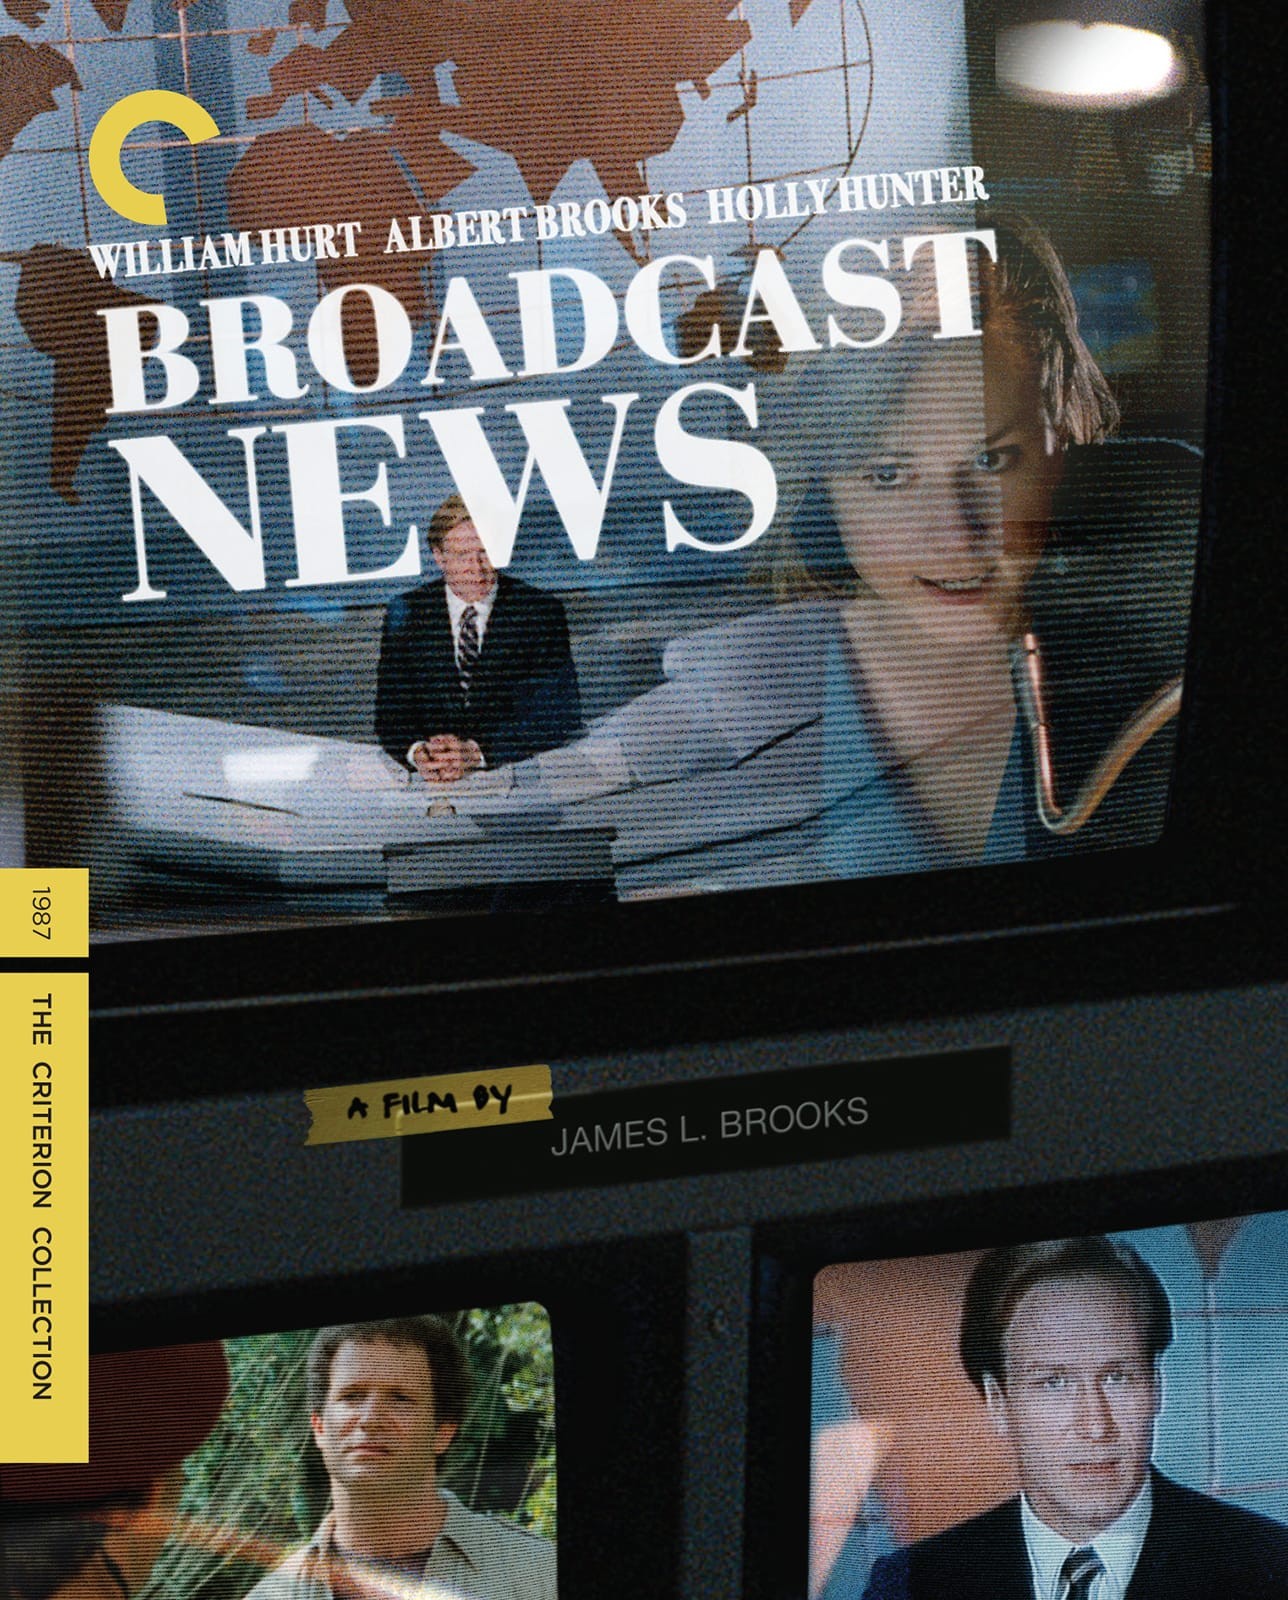 WILLIAM HURT ALBERT BROOKS HOLLY HUNTER
BROADCAST
NEWS
1987
THE CRITERION COLLECTION
A FILM BY
JAMES L. BROOKS